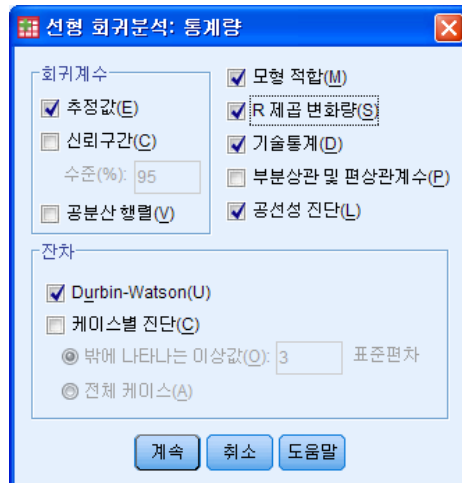 선형 회귀분석: 통계량
회귀계수
추정값(E)
신뢰구간(C)
수준(%): 95
공분산 행렬(V)
모형 적합(M)
R 제곱 변화량(S)
기술통계(D)
부분상관 및 편상관계수(P)
공선성 진단(L)
잔차
Durbin-Watson(U)
케이스별 진단(C)
밖에 나타나는 이상값(O): 3 표준편차
전체 케이스(A)
계속 취소 도움말